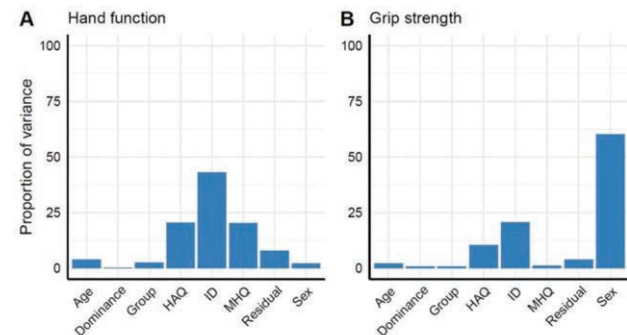 A Hand function
100
75
50
25
0
Proportion of variance
Age
Dominance
Group
HAQ
ID
MHQ
Residual
Sex
B Grip strength
100
75
50
25
0
Age
Dominance
Group
HAQ
ID
MHQ
Residual
Sex